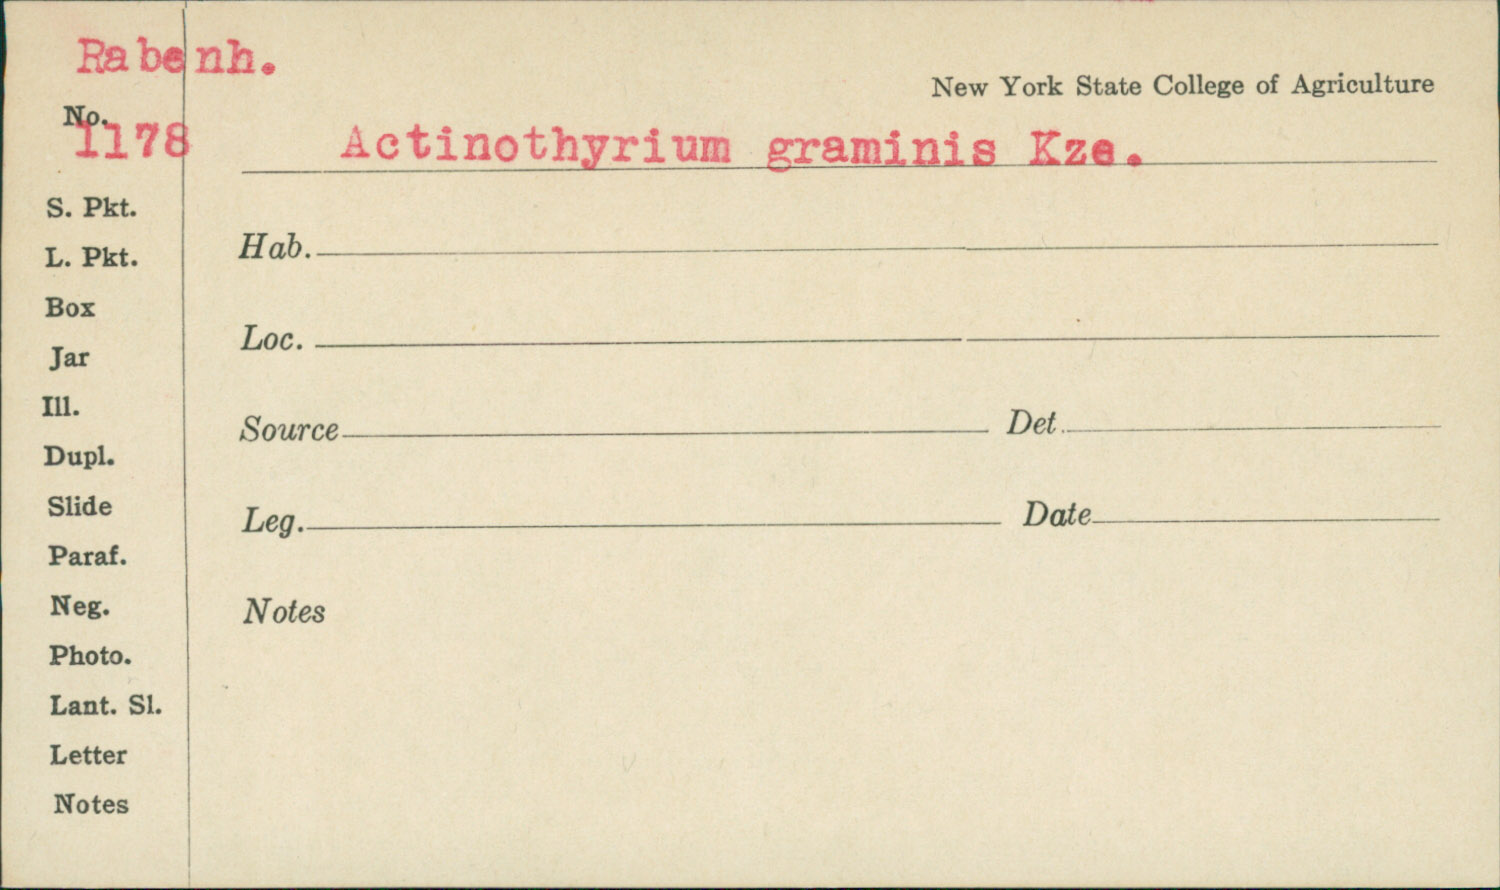 Rabenh.
New York State College of Agriculture
No.
1178
Actinothyrium graminis Kze.
S. Pkt.
L. Pkt.
Box
Jar
Ill.
Dupl.
Slide
Paraf.
Neg.
Photo.
Lant. Sl.
Letter
Notes
Hab.
Loc.
Source Det.
Leg. Date
Notes